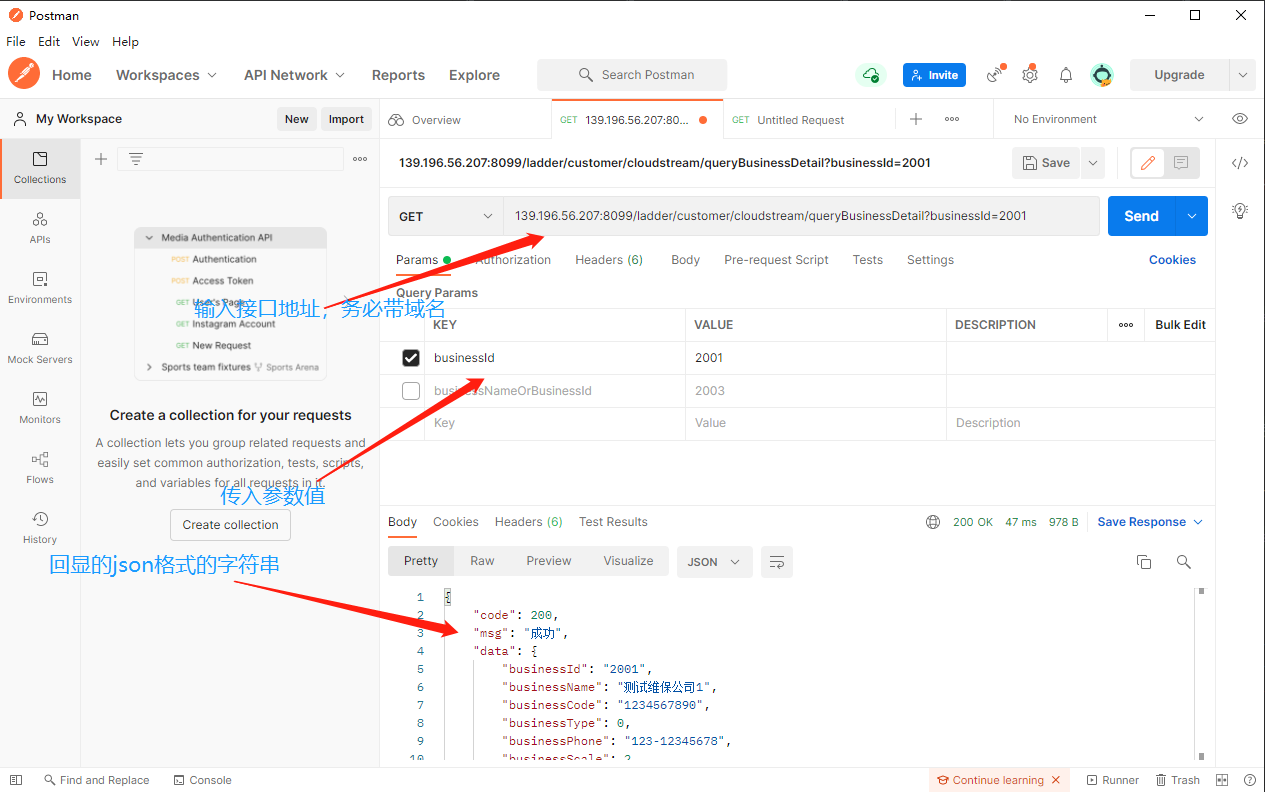 Postman
File Edit View Help
Home Workspaces API Network Reports Explore Search Postman Invite Upgrade
My Workspace New Import
Overview GET 139.196.56.207:80... GET Untitled Request No Environment
Collections
APIs
Environments
Mock Servers
Monitors
Flows
History
Media Authentication API
POST Authentication
POST Access Token
GET User's Page
GET Instagram Account
GET New Request
Sports team fixtures Sports Arena
Create a collection for your requests
A collection lets you group related requests and
easily set common authorization, tests, scripts,
and variables for all requests in it.
Create collection
输入接口地址，务必带域名
传入参数值
回显的json格式的字符串
139.196.56.207:8099/ladder/customer/cloudstream/queryBusinessDetail?businessId=2001 Save
GET 139.196.56.207:8099/ladder/customer/cloudstream/queryBusinessDetail?businessId=2001 Send
Params Authorization Headers (6) Body Pre-request Script Tests Settings Cookies
Query Params
KEY VALUE DESCRIPTION Bulk Edit
businessId 2001
businessNameOrBusinessId 2003
Key Value Description
Body Cookies Headers (6) Test Results 200 OK 47 ms 978 B Save Response
Pretty Raw Preview Visualize JSON
1 {
2 "code": 200,
3 "msg": "成功",
4 "data": {
5 "businessId": "2001",
6 "businessName": "测试维保公司1",
7 "businessCode": "1234567890",
8 "businessType": 0,
9 "businessPhone": "123-12345678",
10 "businessScale": 2
Find and Replace Console Continue learning Runner Trash